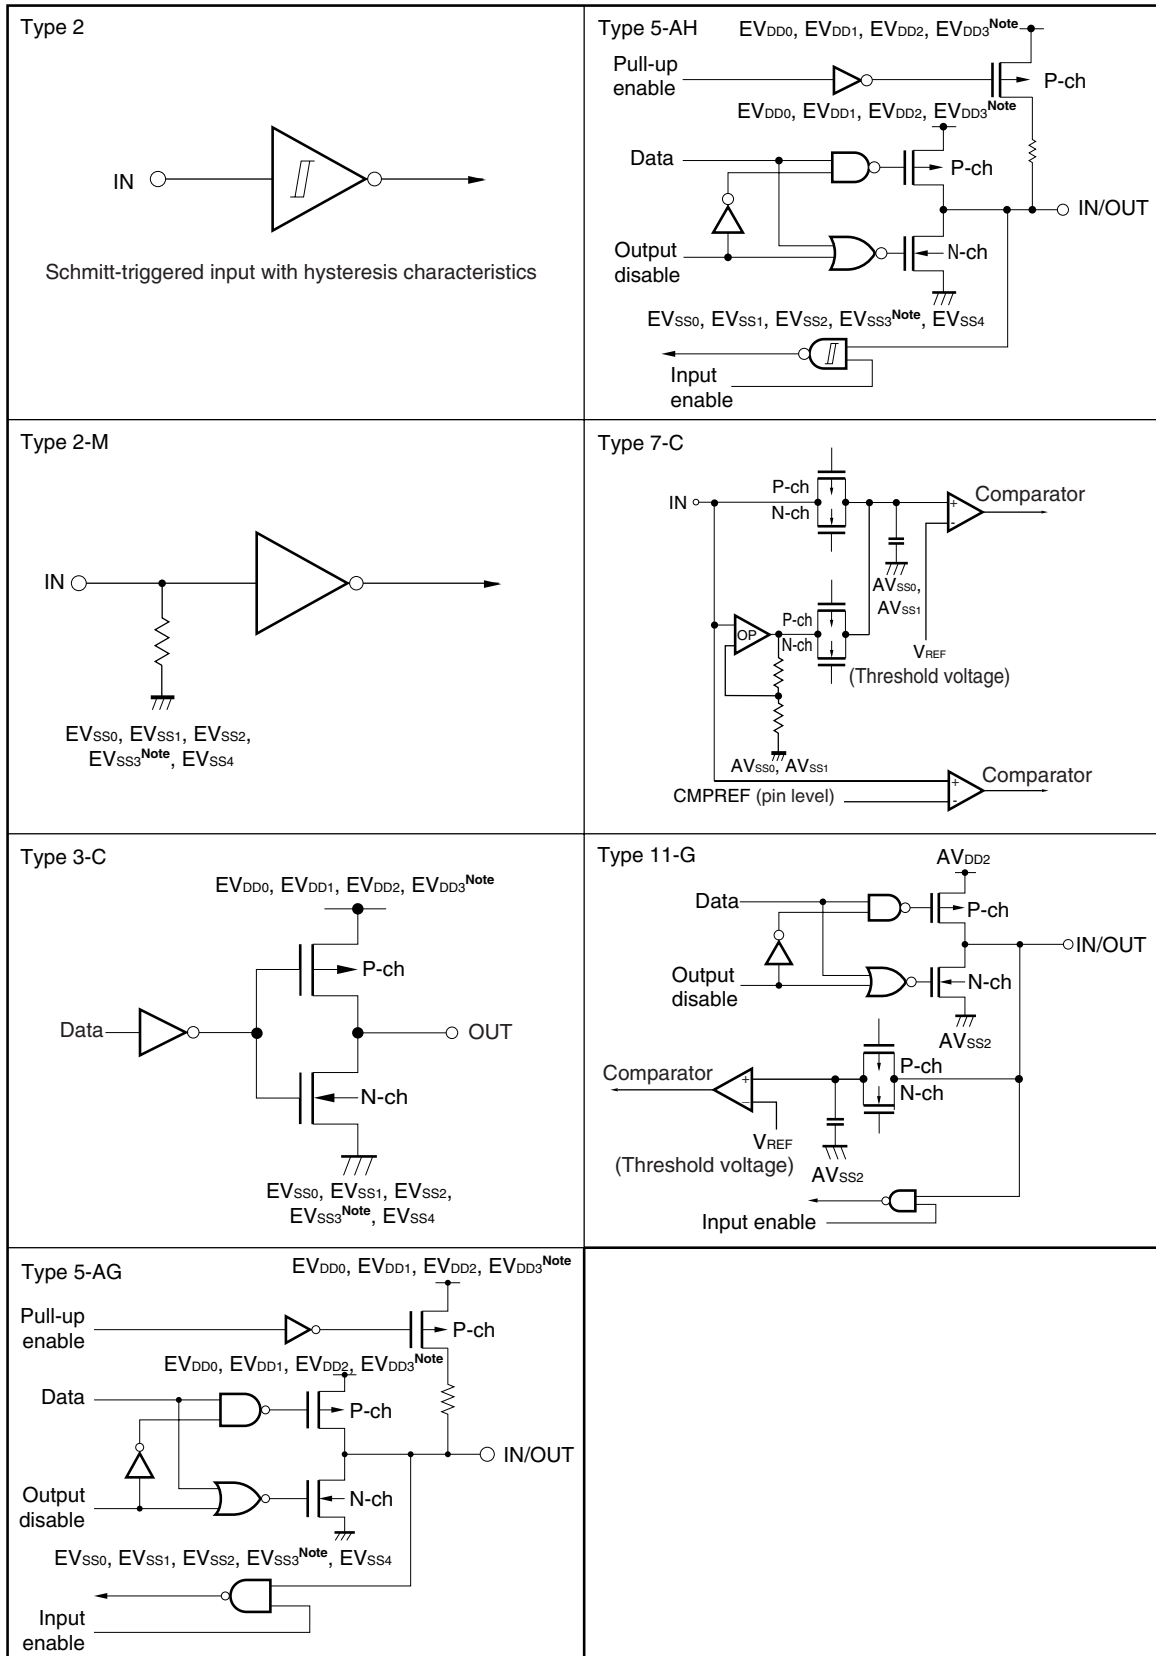 Type 2
IN
Schmitt-triggered input with hysteresis characteristics
Type 5-AH
EVDD0, EVDD1, EVDD2, EVDD3Note
Pull-up
enable
P-ch
EVDD0, EVDD1, EVDD2, EVDD3Note
Data
P-ch
IN/OUT
Output
disable
N-ch
EVSS0, EVSS1, EVSS2, EVSS3Note, EVSS4
Input
enable
Type 2-M
IN
EVSS0, EVSS1, EVSS2,
EVSS3Note, EVSS4
Type 7-C
IN
P-ch
N-ch
+
-
Comparator
AVSS0,
AVSS1
OP
P-ch
N-ch
VREF
(Threshold voltage)
AVSS0, AVSS1
CMPREF (pin level)
+
-
Comparator
Type 3-C
EVDD0, EVDD1, EVDD2, EVDD3Note
P-ch
Data
OUT
N-ch
EVSS0, EVSS1, EVSS2,
EVSS3Note, EVSS4
Type 11-G
AVDD2
Data
P-ch
IN/OUT
Output
disable
N-ch
AVSS2
Comparator
+
–
P-ch
N-ch
VREF
(Threshold voltage)
AVSS2
Input enable
Type 5-AG
EVDD0, EVDD1, EVDD2, EVDD3Note
Pull-up
enable
P-ch
EVDD0, EVDD1, EVDD2, EVDD3Note
Data
P-ch
IN/OUT
Output
disable
N-ch
EVSS0, EVSS1, EVSS2, EVSS3Note, EVSS4
Input
enable